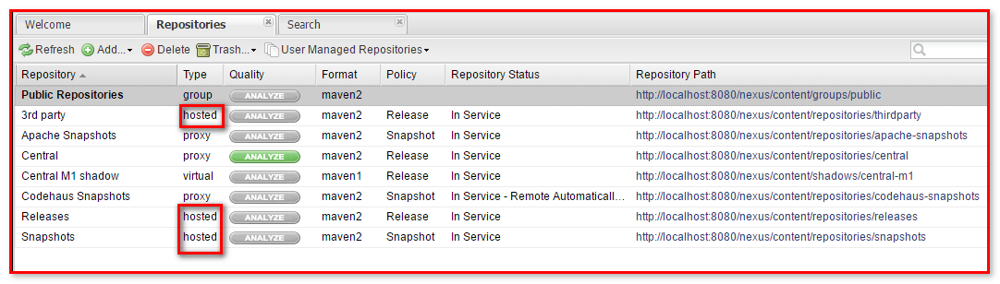 Welcome Repositories Search
Refresh Add... Delete Trash... User Managed Repositories
Repository Type Quality Format Policy Repository Status Repository Path
Public Repositories group ANALYZE maven2 http://localhost:8080/nexus/content/groups/public
3rd party hosted ANALYZE maven2 Release In Service http://localhost:8080/nexus/content/repositories/thirdparty
Apache Snapshots proxy ANALYZE maven2 Snapshot In Service http://localhost:8080/nexus/content/repositories/apache-snapshots
Central proxy ANALYZE maven2 Release In Service http://localhost:8080/nexus/content/repositories/central
Central M1 shadow virtual ANALYZE maven1 Release In Service http://localhost:8080/nexus/content/shadows/central-m1
Codehaus Snapshots proxy ANALYZE maven2 Snapshot In Service - Remote Automaticall... http://localhost:8080/nexus/content/repositories/codehaus-snapshots
Releases hosted ANALYZE maven2 Release In Service http://localhost:8080/nexus/content/repositories/releases
Snapshots hosted ANALYZE maven2 Snapshot In Service http://localhost:8080/nexus/content/repositories/snapshots